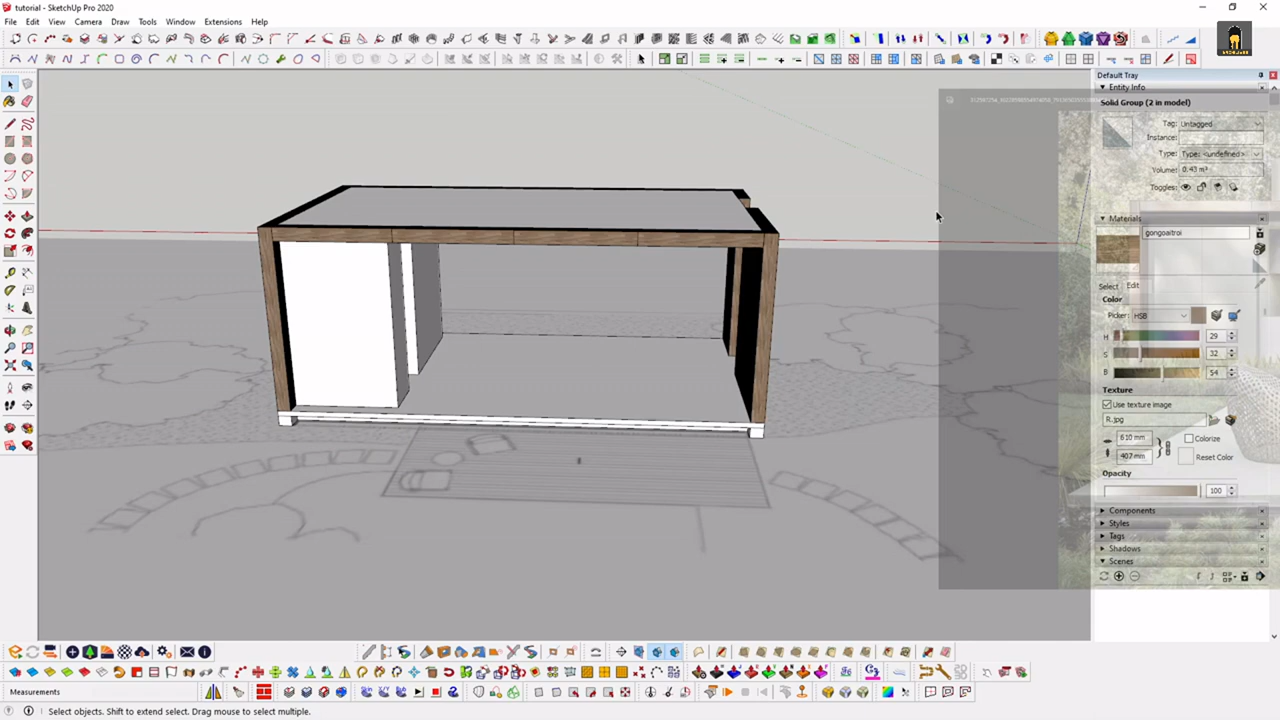 tutorial - SketchUp Pro 2020
File Edit View Camera Draw Tools Window Extensions Help
Default Tray
Entity Info
Solid Group (2 in model)
Tag: Untagged
Instance:
Type: Type: <undefined>
Volume: 0.43 m³
Toggles:
Materials
gongoaitroi
Select Edit
Color
Picker: HSB
H 29
S 32
B 54
Texture
Use texture image
R.jpg
610 mm Colorize
407 mm Reset Color
Opacity
100
Components
Styles
Tags
Shadows
Scenes
Measurements
Select objects. Shift to extend select. Drag mouse to select multiple.